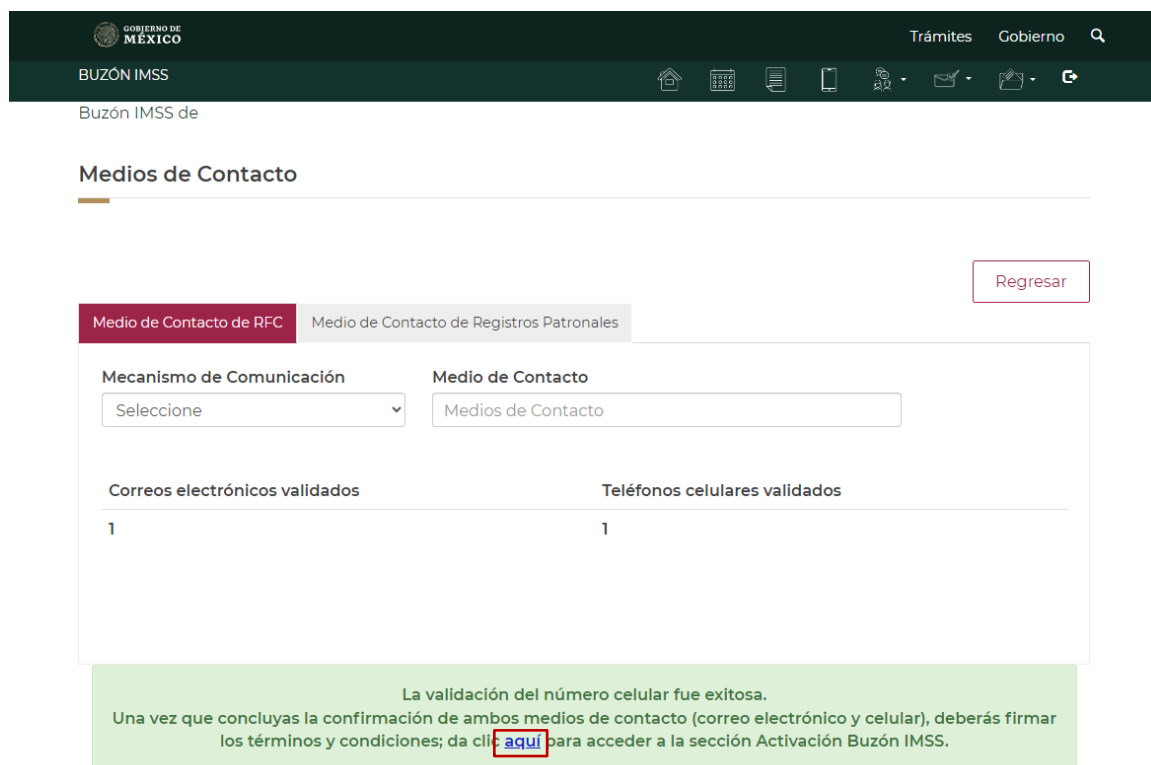 GOBIERNO DE
MÉXICO
Trámites Gobierno
BUZÓN IMSS
Buzón IMSS de
Medios de Contacto
Regresar
Medio de Contacto de RFC Medio de Contacto de Registros Patronales
Mecanismo de Comunicación Medio de Contacto
Seleccione Medios de Contacto
Correos electrónicos validados Teléfonos celulares validados
1 1
La validación del número celular fue exitosa.
Una vez que concluyas la confirmación de ambos medios de contacto (correo electrónico y celular), deberás firmar
los términos y condiciones; da clic aquí para acceder a la sección Activación Buzón IMSS.